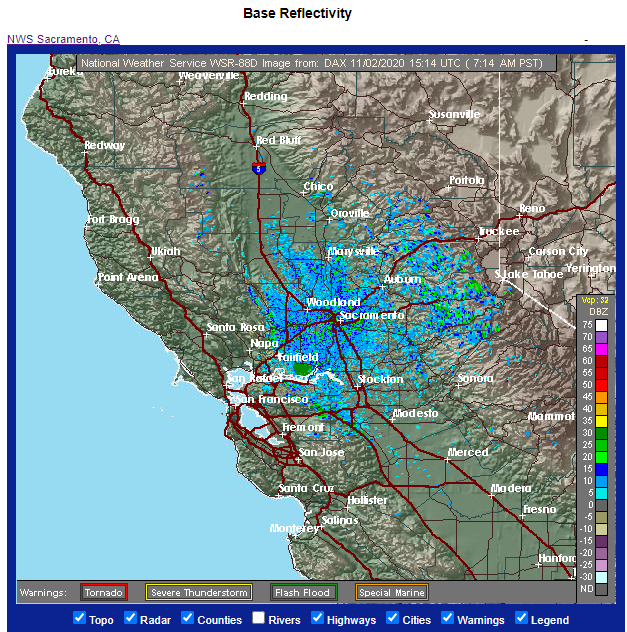 Base Reflectivity
NWS Sacramento, CA
-
National Weather Service WSR-88D Image from: DAX 11/02/2020 15:14 UTC ( 7:14 AM PST)
Eureka
Weaverville
Redding
Susanville
Redway
Red Bluff
5
Portola
Chico
Reno
Fort Bragg
Oroville
Truckee
Ukiah
Marysville
Carson City
Point Arena
Auburn
S.Lake Tahoe
Yerington
Woodland
Vcp: 32
DBZ
Santa Rosa
Sacramento
75
70
65
60
55
50
45
40
35
30
25
20
15
10
5
0
-5
-10
-15
-20
-25
-30
ND
Napa
Fairfield
San Rafael
Stockton
Sonora
San Francisco
Modesto
Mammot
Fremont
San Jose
Merced
Santa Cruz
Madera
Hollister
Fresno
Salinas
Monterey
Hanford
Warnings: Tornado Severe Thunderstorm Flash Flood Special Marine
Topo Radar Counties Rivers Highways Cities Warnings Legend